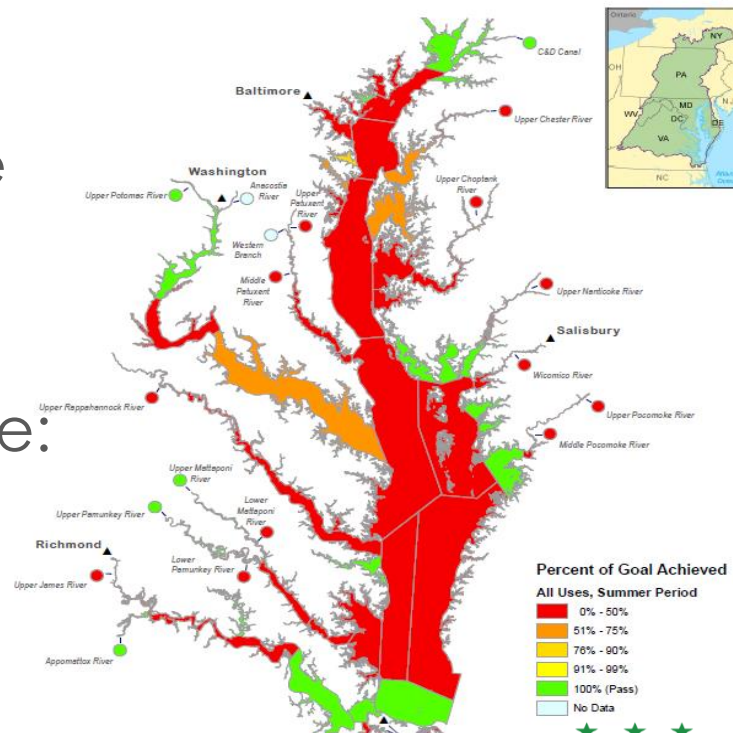 e
e:
Ontario
NY
OH
PA
NJ
MD
WV
DC
DE
VA
NC
C&D Canal
Baltimore
Upper Chester River
Washington
Upper Potomac River
Anacostia
River
Upper
Patuxent
River
Upper Choptank
River
Western
Branch
Middle
Patuxent
River
Upper Nanticoke River
Salisbury
Wicomico River
Upper Rappahannock River
Upper Pocomoke River
Middle Pocomoke River
Upper Mattaponi
River
Upper Pamunkey River
Lower
Mattaponi
River
Richmond
Lower
Pamunkey River
Upper James River
Appomattox River
Percent of Goal Achieved
All Uses, Summer Period
0% - 50%
51% - 75%
76% - 90%
91% - 99%
100% (Pass)
No Data